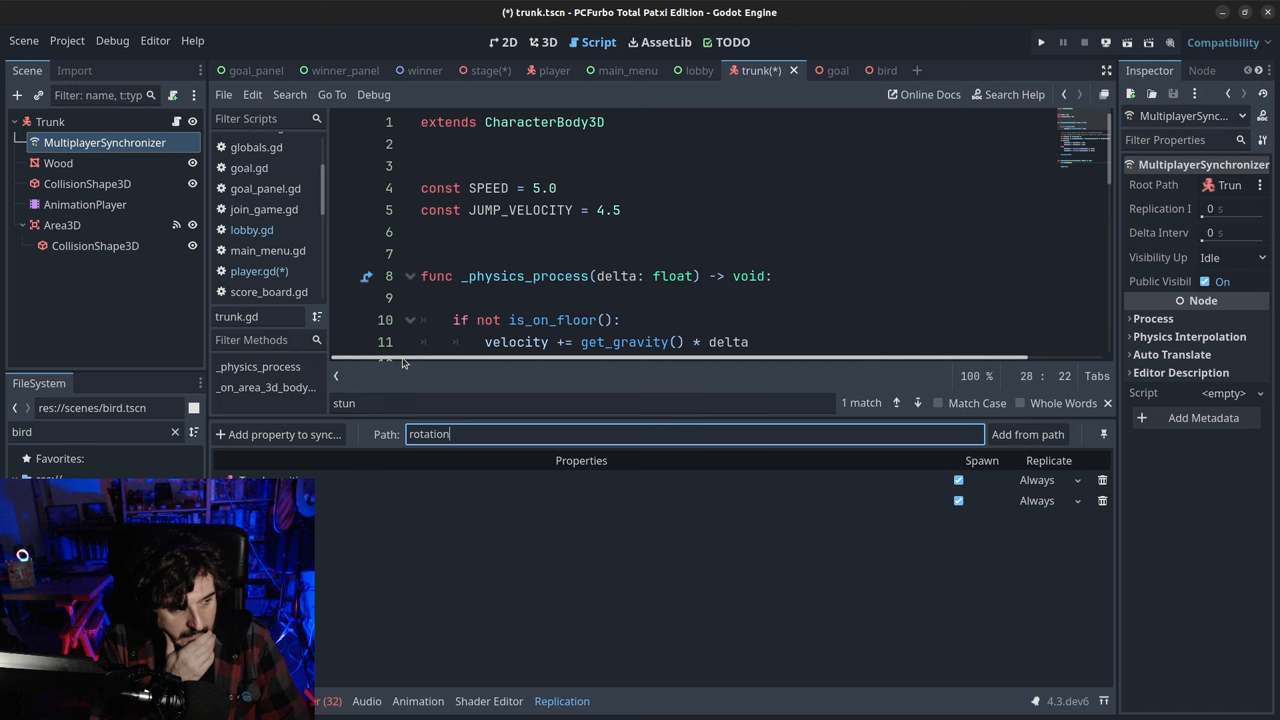 (*) trunk.tscn - PCFurbo Total Patxi Edition - Godot Engine
Scene Project Debug Editor Help
2D 3D Script AssetLib TODO
Compatibility
Scene Import
goal_panel winner_panel winner stage(*) player main_menu lobby trunk(*) goal bird
Inspector Node
Filter: name, t:typ
File Edit Search Go To Debug
Online Docs Search Help
Trunk
MultiplayerSynchronizer
Wood
CollisionShape3D
AnimationPlayer
Area3D
CollisionShape3D
Filter Scripts
globals.gd
goal.gd
goal_panel.gd
join_game.gd
lobby.gd
main_menu.gd
player.gd(*)
score_board.gd
trunk.gd
Filter Methods
_physics_process
_on_area_3d_body...
1 extends CharacterBody3D
2
3
4 const SPEED = 5.0
5 const JUMP_VELOCITY = 4.5
6
7
8 func _physics_process(delta: float) -> void:
9
10 if not is_on_floor():
11 velocity += get_gravity() * delta
100 % 28 : 22 Tabs
stun
1 match Match Case Whole Words
MultiplayerSync...
Filter Properties
MultiplayerSynchronizer
Root Path Trun
Replication I 0 s
Delta Interv 0 s
Visibility Up Idle
Public Visibil On
Node
Process
Physics Interpolation
Auto Translate
Editor Description
Script <empty>
Add Metadata
FileSystem
res://scenes/bird.tscn
bird
Favorites:
Add property to sync... Path: rotation Add from path
Properties Spawn Replicate
Always
Always
(32) Audio Animation Shader Editor Replication
4.3.dev6